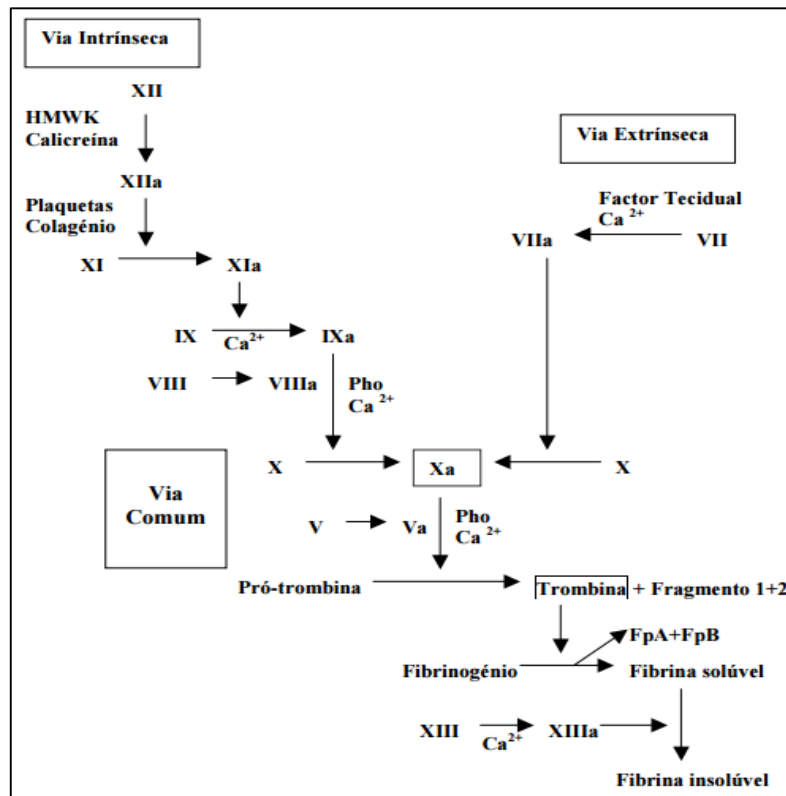 Via Intrínseca
XII
HMWK
Calicreína
XIIa
Plaquetas
Colagénio
XI XIa
IX Ca2+ IXa
VIII VIIIa Pho
Ca 2+
Via Extrínseca
Factor Tecidual
Ca 2+
VIIa VII
X Xa X
Via
Comum
V Va Pho
Ca 2+
Pró-trombina Trombina + Fragmento 1+2
FpA+FpB
Fibrinogénio Fibrina solúvel
XIII Ca2+ XIIIa
Fibrina insolúvel